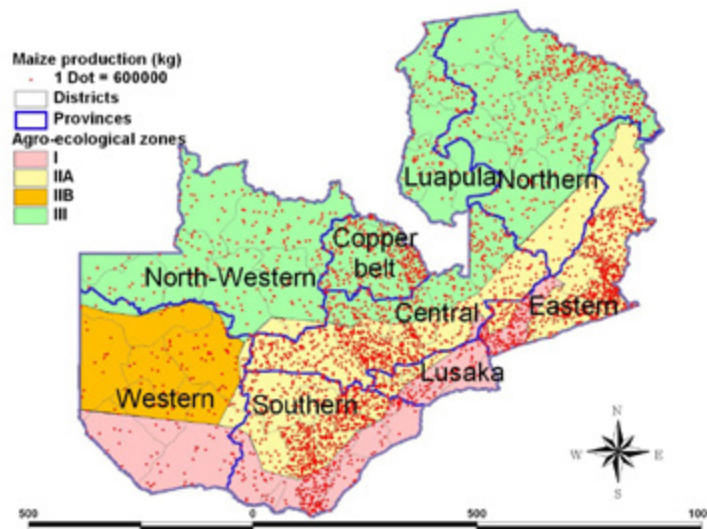 Maize production (kg)
1 Dot = 600000
Districts
Provinces
Agro-ecological zones
I
IIA
IIB
III
Luapula
Northern
Copper
belt
North-Western
Central
Eastern
Lusaka
Western
Southern
N
W
E
S
500
0
500
100